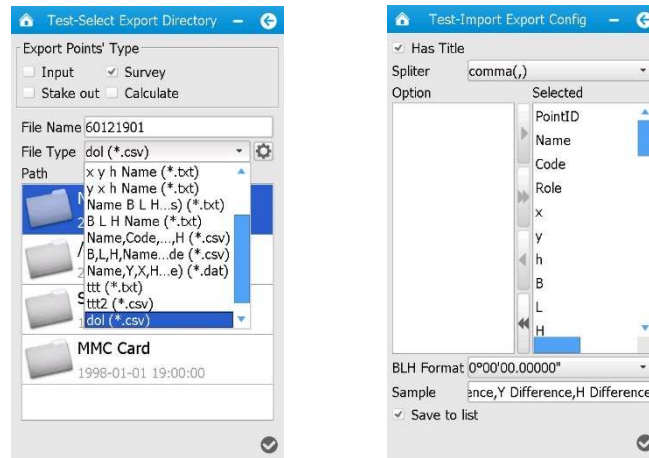 Test-Select Export Directory
Export Points' Type
Input
Survey
Stake out
Calculate
File Name 60121901
File Type dol (*.csv)
Path
x y h Name (*.txt)
y x h Name (*.txt)
Name B L H...s) (*.txt)
B L H Name (*.txt)
Name,Code,...,H (*.csv)
B,L,H,Name...de (*.csv)
Name,Y,X,H...e) (*.dat)
ttt (*.txt)
ttt2 (*.csv)
dol (*.csv)
MMC Card
1998-01-01 19:00:00
Test-Import Export Config
Has Title
Spliter comma(,)
Option Selected
PointID
Name
Code
Role
x
y
h
B
L
H
BLH Format 0°00'00.00000"
Sample ence,Y Difference,H Difference
Save to list